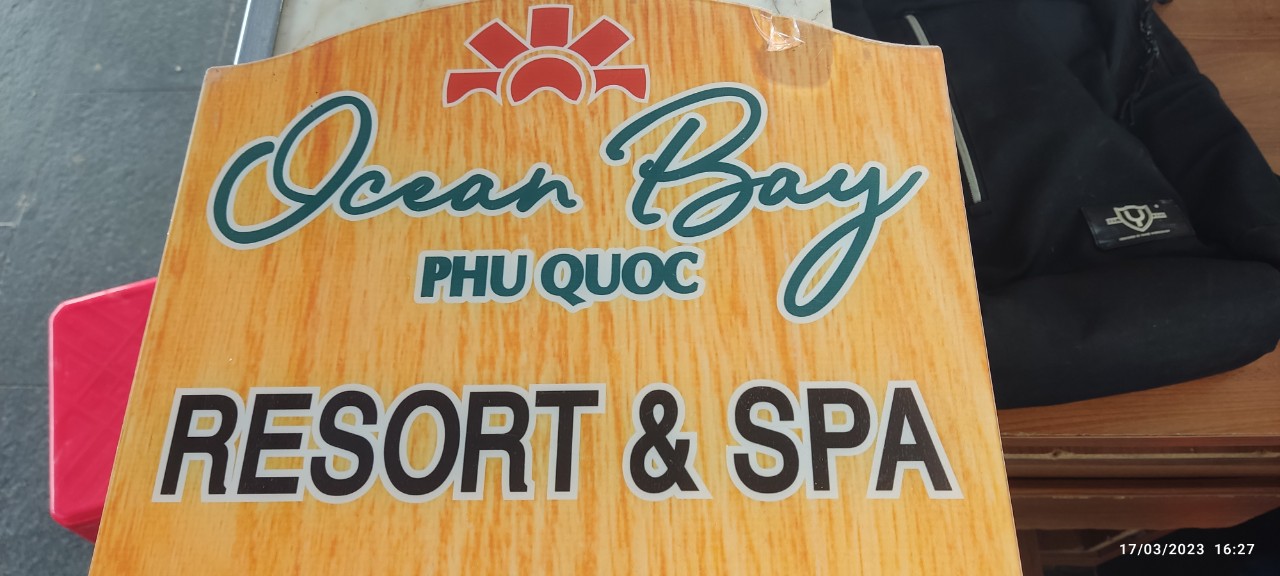 Ocean Bay
PHU QUOC
RESORT & SPA
17/03/2023 16:27